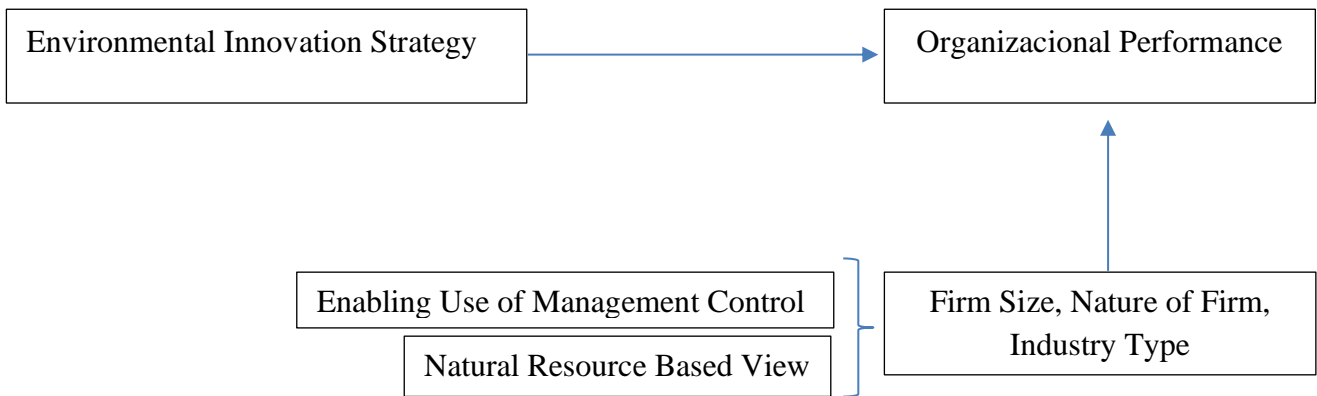 Environmental Innovation Strategy
Organizacional Performance
Enabling Use of Management Control
Natural Resource Based View
Firm Size, Nature of Firm,
Industry Type